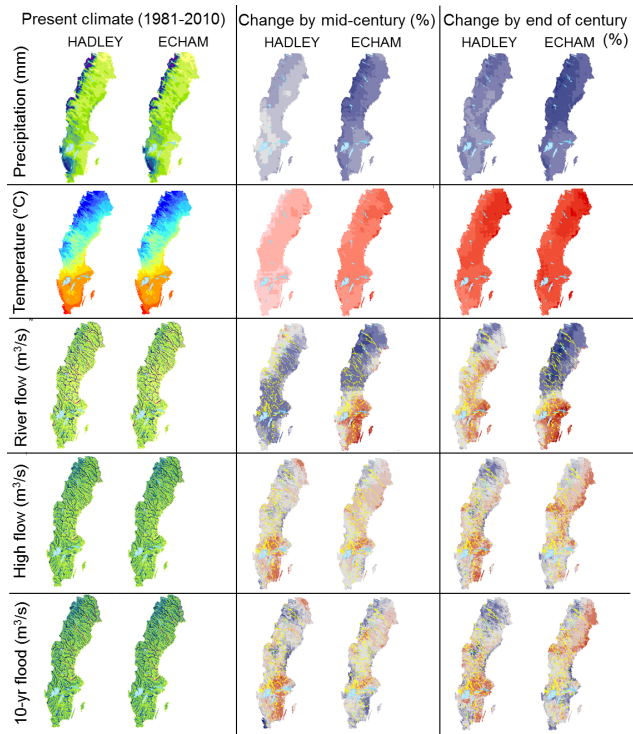 Present climate (1981-2010)
Change by mid-century (%)
Change by end of century (%)
HADLEY
ECHAM
HADLEY
ECHAM
HADLEY
ECHAM
Precipitation (mm)
Temperature (°C)
River flow (m³/s)
High flow (m³/s)
10-yr flood (m³/s)